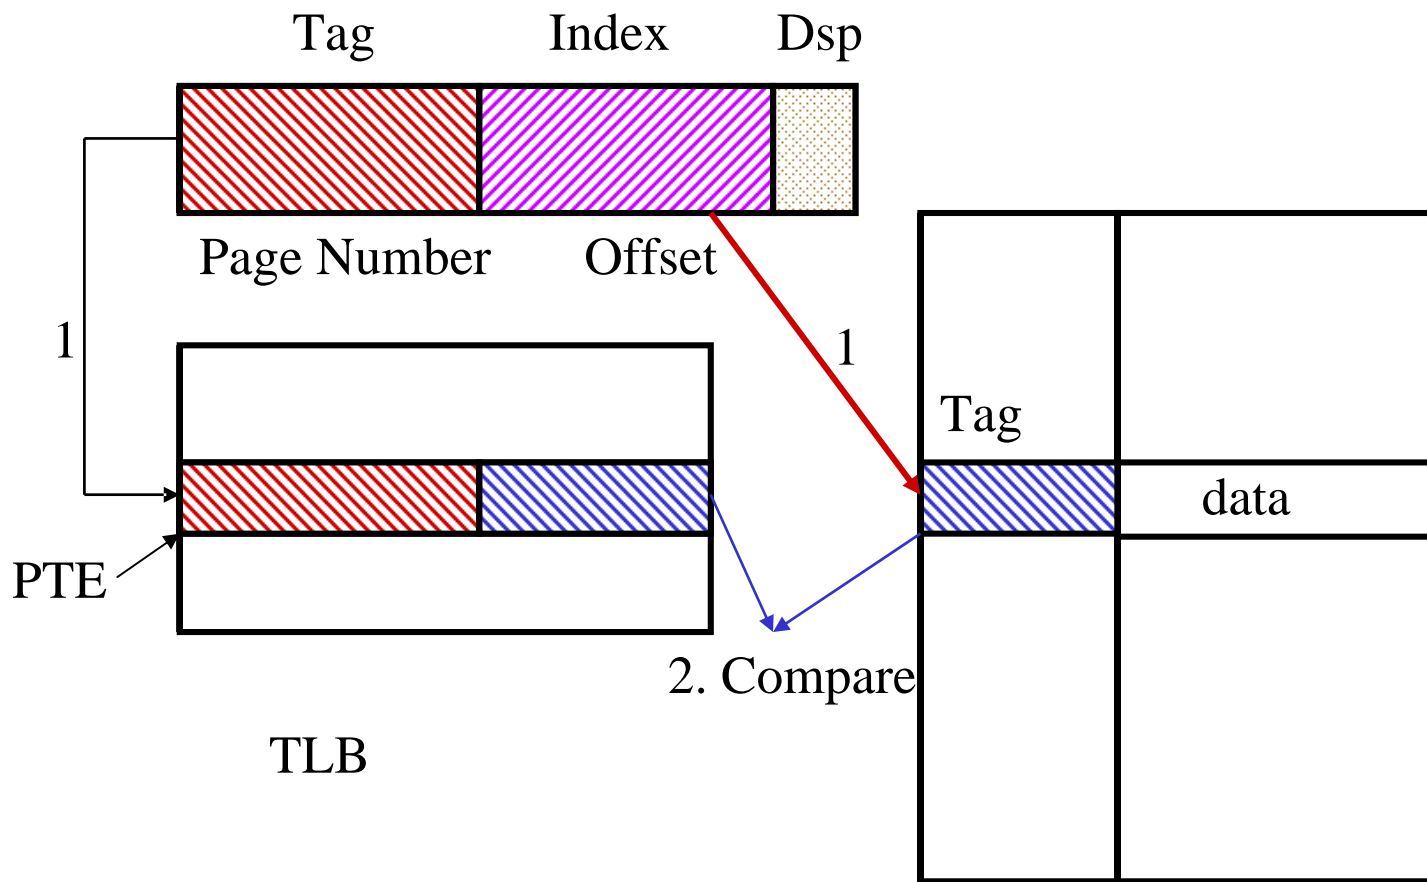 Tag Index Dsp
Page Number Offset
1
1
Tag
data
PTE
2. Compare
TLB